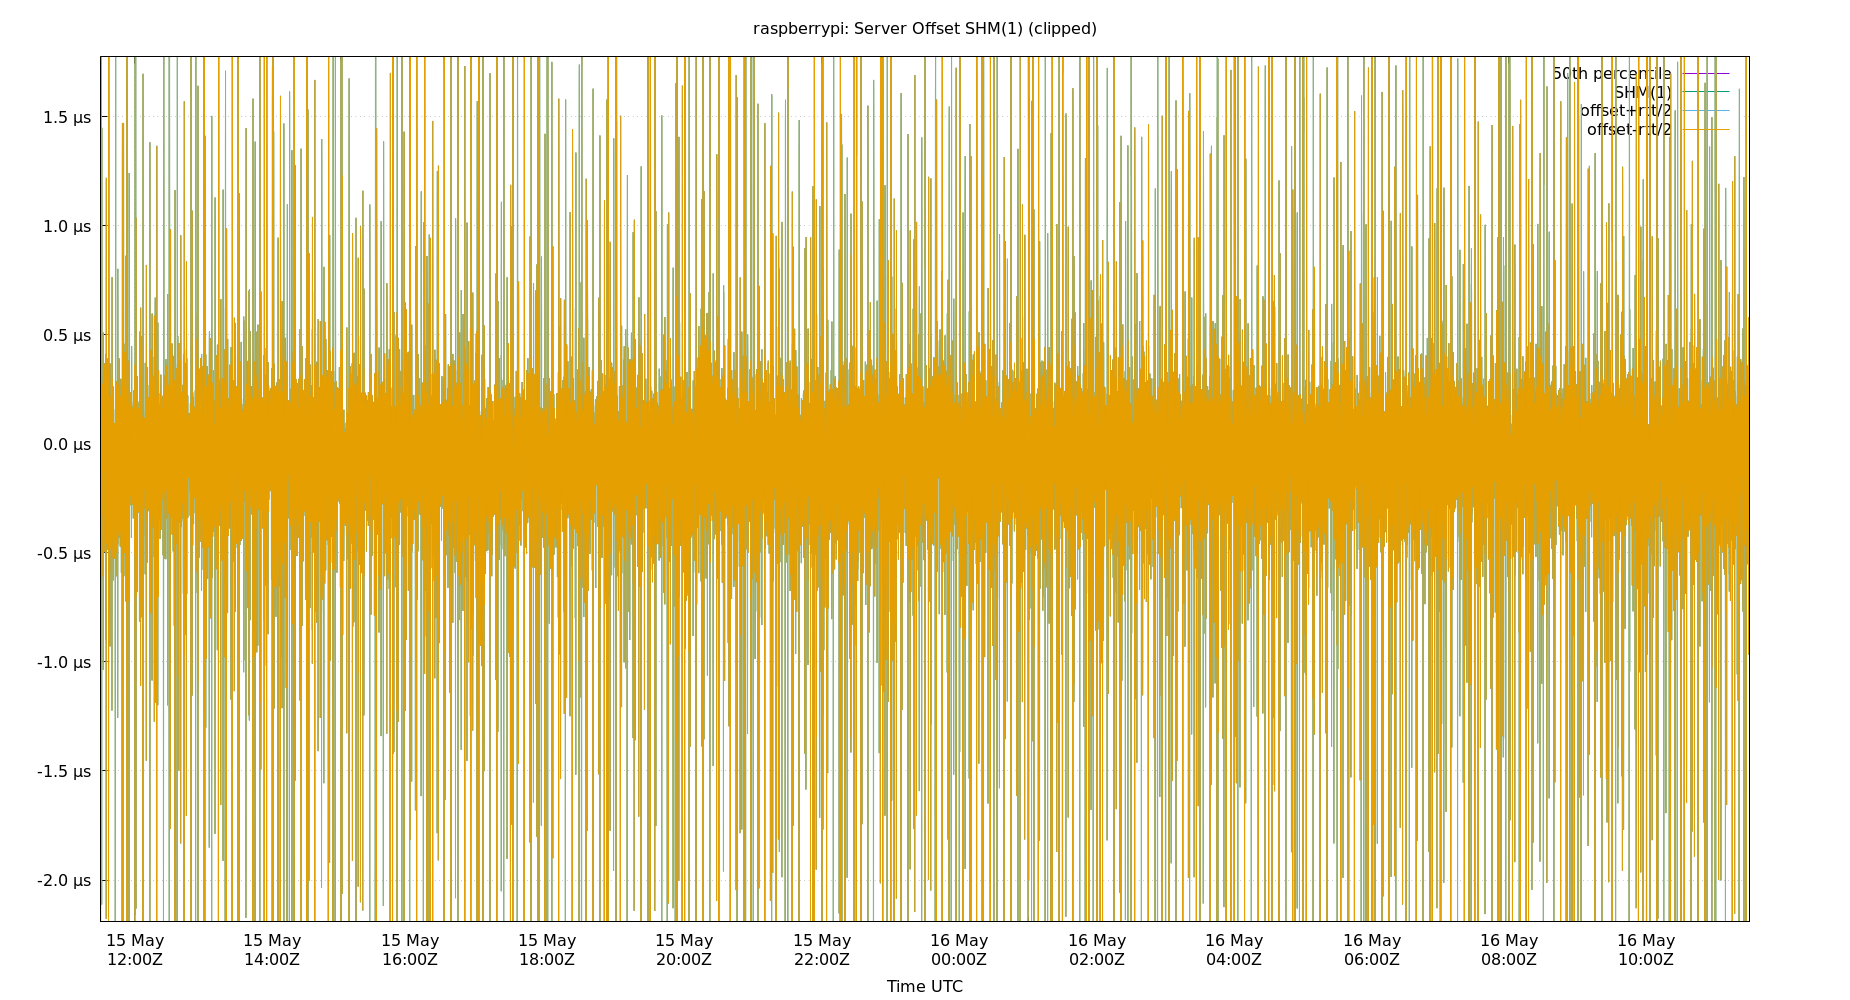 raspberrypi: Server Offset SHM(1) (clipped)
50th percentile
SHM(1)
offset+rtt/2
offset-rtt/2
1.5 µs
1.0 µs
0.5 µs
0.0 µs
-0.5 µs
-1.0 µs
-1.5 µs
-2.0 µs
15 May 15 May 15 May 15 May 15 May 15 May 16 May 16 May 16 May 16 May 16 May 16 May
12:00Z 14:00Z 16:00Z 18:00Z 20:00Z 22:00Z 00:00Z 02:00Z 04:00Z 06:00Z 08:00Z 10:00Z
Time UTC